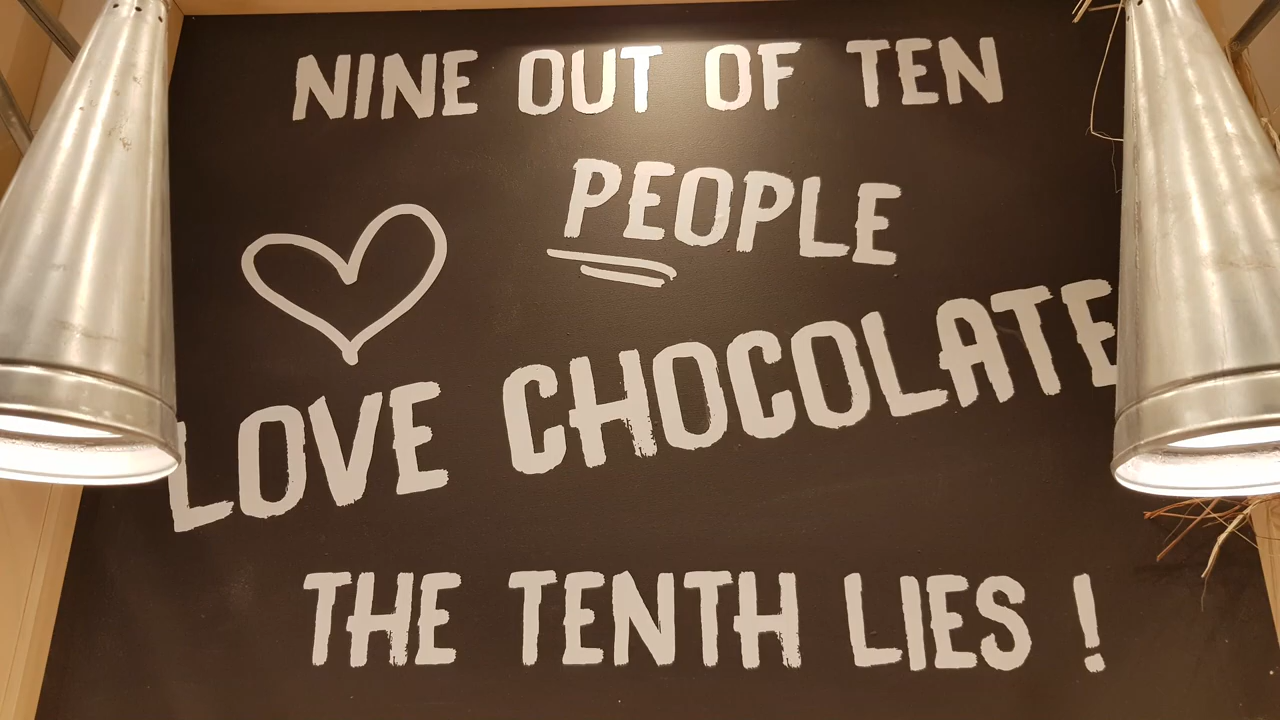 NINE OUT OF TEN
PEOPLE
LOVE CHOCOLATE
THE TENTH LIES !